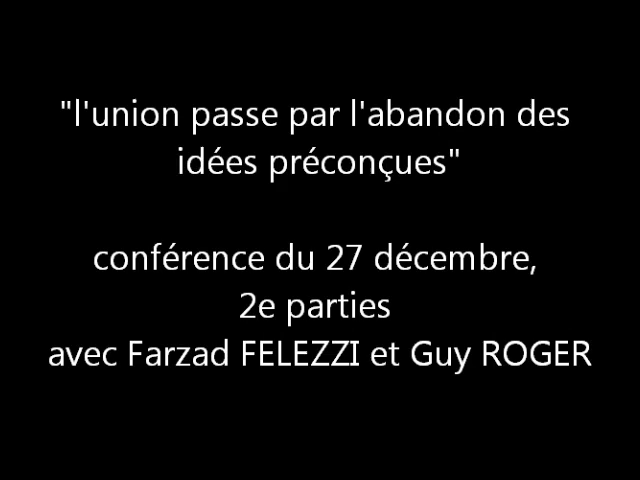 "l'union passe par l'abandon des
idées préconçues"
conférence du 27 décembre,
2e parties
avec Farzad FELEZZI et Guy ROGER